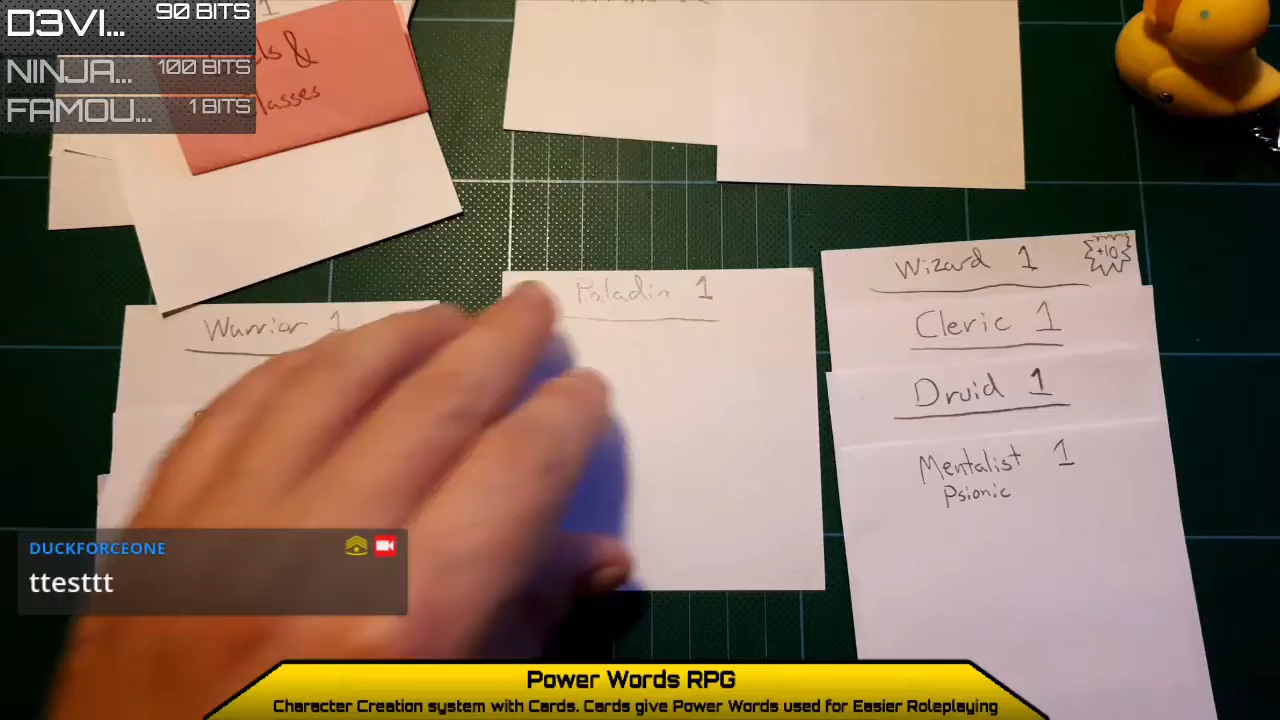 D3VI... 90 BITS
NINJA... 100 BITS
FAMOU... 1 BITS
1
&
lasses
Wizard 1
+10
Paladin 1
Cleric 1
Warrior 1
Druid 1
Mentalist 1
Psionic
DUCKFORCEONE
ttesttt
Power Words RPG
Character Creation system with Cards. Cards give Power Words used for Easier Roleplaying